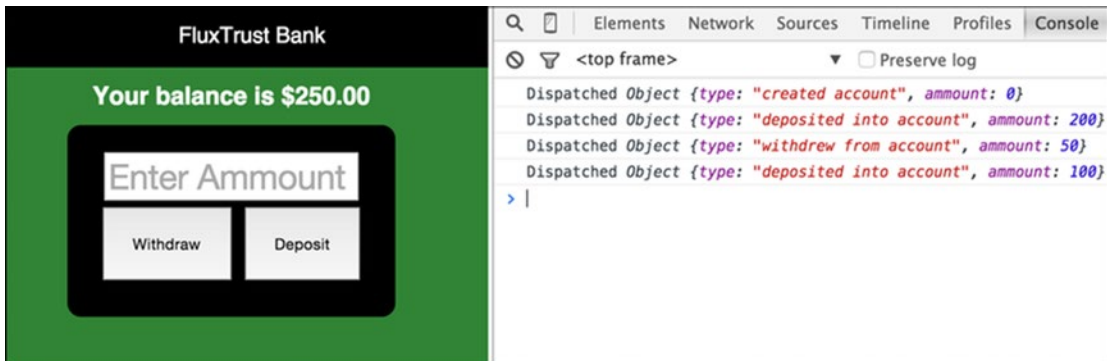 FluxTrust Bank
Your balance is $250.00
Enter Ammount
Withdraw Deposit
Elements Network Sources Timeline Profiles Console
<top frame> Preserve log
Dispatched Object {type: "created account", ammount: 0}
Dispatched Object {type: "deposited into account", ammount: 200}
Dispatched Object {type: "withdrew from account", ammount: 50}
Dispatched Object {type: "deposited into account", ammount: 100}
>